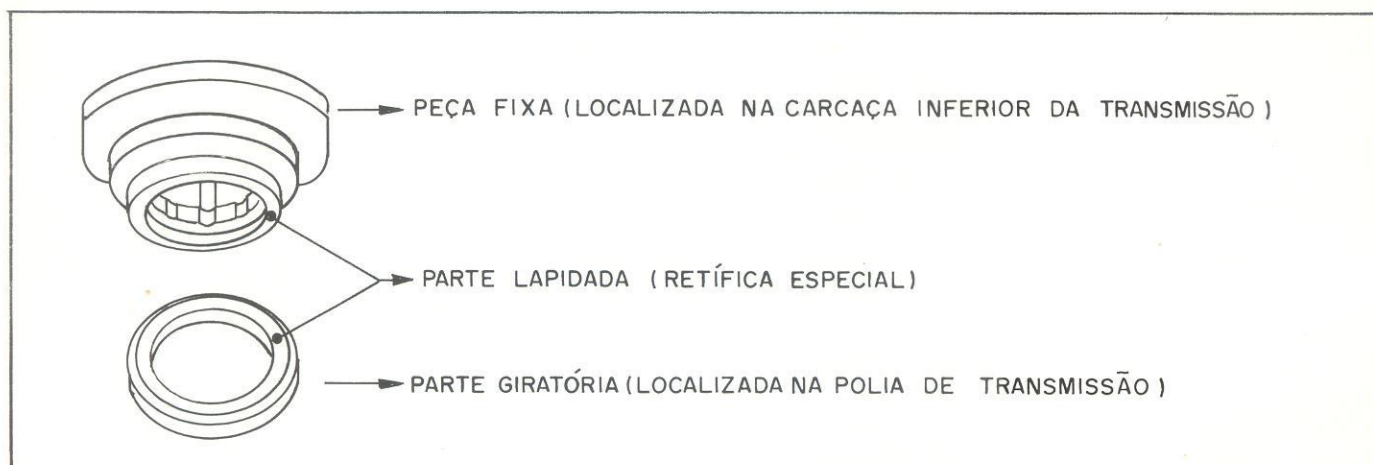 PEÇA FIXA (LOCALIZADA NA CARCAÇA INFERIOR DA TRANSMISSÃO)
PARTE LAPIDADA (RETÍFICA ESPECIAL)
PARTE GIRATÓRIA (LOCALIZADA NA POLIA DE TRANSMISSÃO)